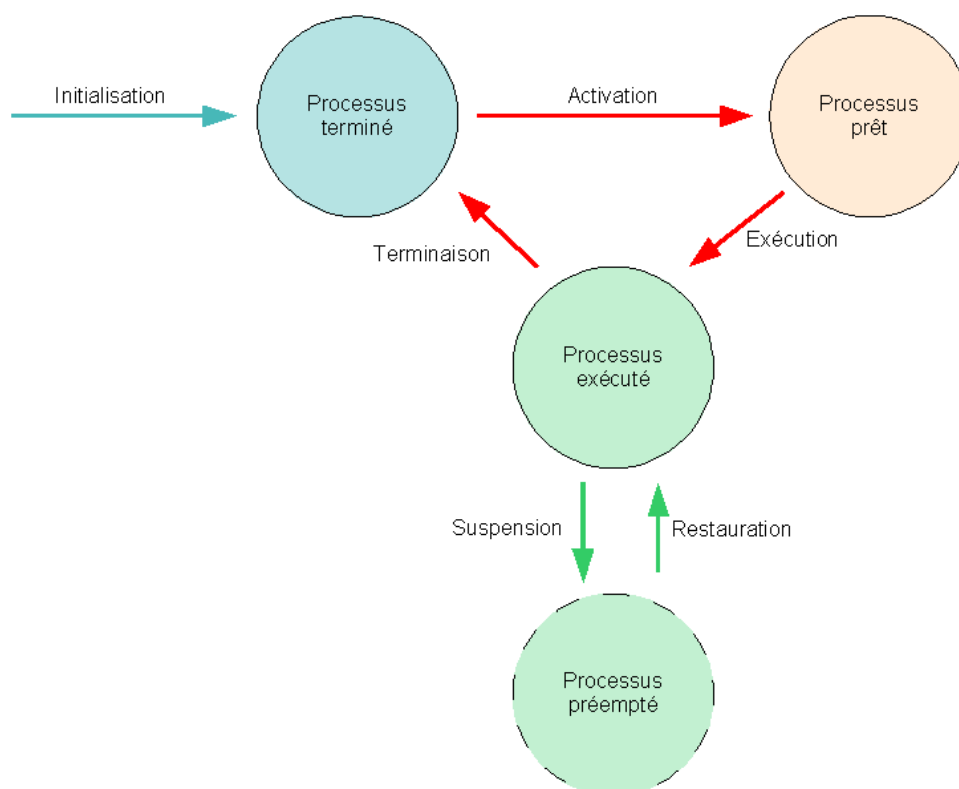 Initialisation
Processus
terminé
Activation
Processus
prêt
Terminaison
Exécution
Processus
exécuté
Suspension
Restauration
Processus
préempté